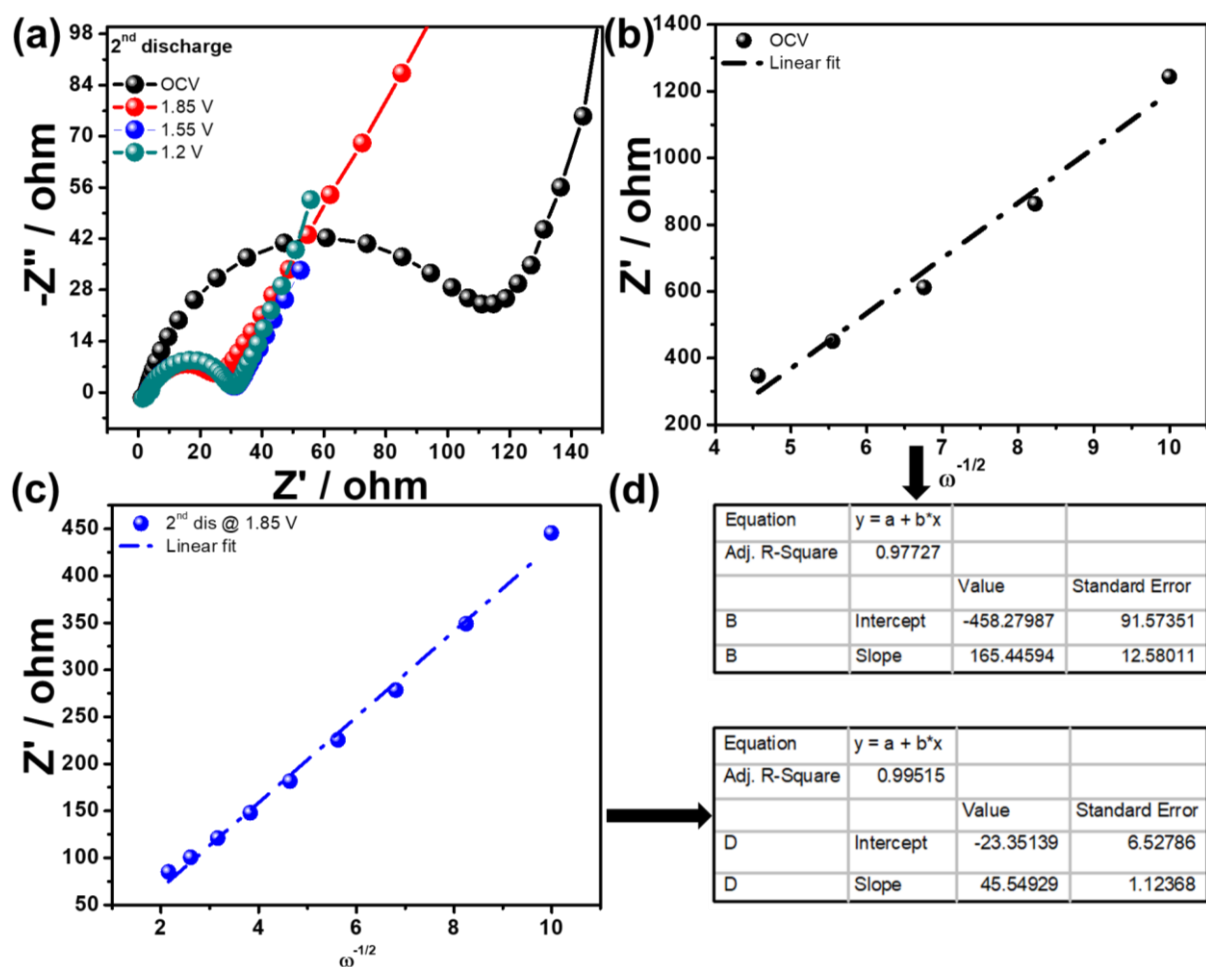 (a)
2nd discharge
OCV
1.85 V
1.55 V
1.2 V
-Z'' / ohm
98
84
70
56
42
28
14
0
0 20 40 60 80 100 120 140
Z' / ohm
(b)
OCV
Linear fit
Z' / ohm
1400
1200
1000
800
600
400
200
4 5 6 7 8 9 10
ω-1/2
(c)
2nd dis @ 1.85 V
Linear fit
Z' / ohm
450
400
350
300
250
200
150
100
50
2 4 6 8 10
ω-1/2
(d)
Equation y = a + b*x
Adj. R-Square 0.97727
Value Standard Error
B Intercept -458.27987 91.57351
B Slope 165.44594 12.58011
Equation y = a + b*x
Adj. R-Square 0.99515
Value Standard Error
D Intercept -23.35139 6.52786
D Slope 45.54929 1.12368